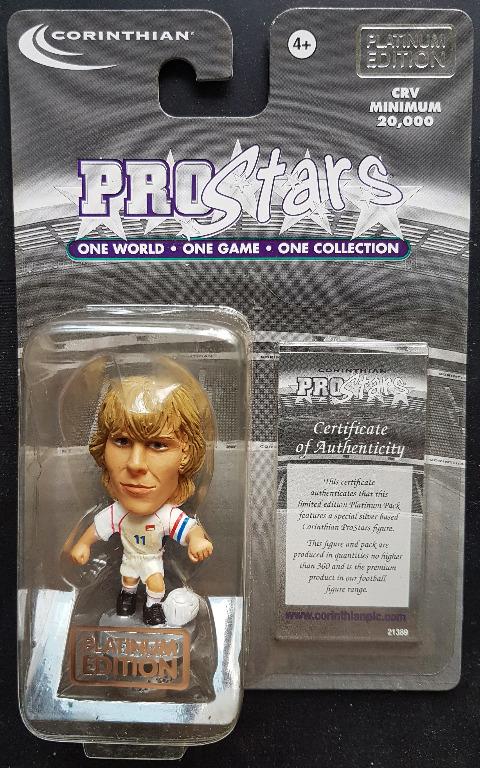 CORINTHIAN
4+
PLATINUM
EDITION
CRV
MINIMUM
20,000
PROStars
ONE WORLD • ONE GAME • ONE COLLECTION
CORINTHIAN
PROStars
Certificate
of Authenticity
This certificate
authenticates that this
limited edition Platinum Pack
features a special silver based
Corinthian ProStars figure.
This figure and pack are
produced in quantities no higher
than 360 and is the premium
product in our football
figure range.
www.corinthianplc.com
21389
11
PLATINUM
EDITION